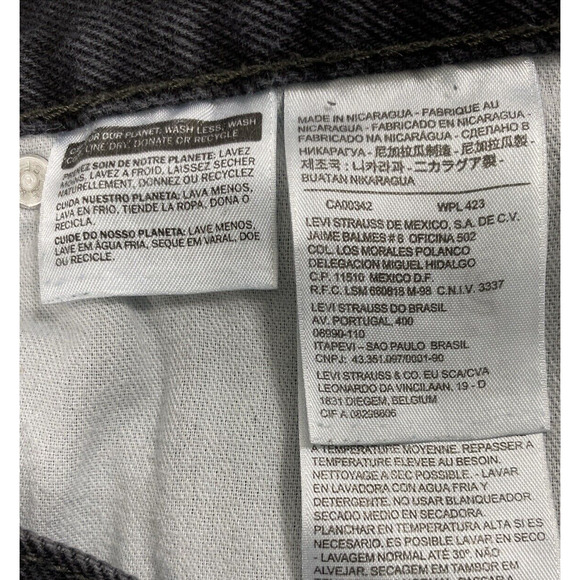 FOR OUR PLANET: WASH LESS, WASH
LINE DRY, DONATE OR RECYCLE
PRENEZ SOIN DE NOTRE PLANETE: LAVEZ
MOINS, LAVEZ A FROID, LAISSEZ SECHER
NATURELLEMENT, DONNEZ OU RECYCLEZ
CUIDA NUESTRO PLANETA: LAVA MENOS,
LAVA EN FRIO, TIENDE LA ROPA, DONA O
RECICLA.
CUIDE DO NOSSO PLANETA: LAVE MENOS,
LAVE EM ÁGUA FRIA, SEQUE EM VARAL, DOE
OU RECICLE.
MADE IN NICARAGUA - FABRIQUE AU
NICARAGUA - FABRICADO EN NICARAGUA -
FABRICADO NA NICARAGUA - СДЕЛАНО В
НИКАРАГУА - 尼加拉瓜制造 - 尼加拉瓜製 -
제조국 : 니카라과 - ニカラグア製 -
BUATAN NIKARAGUA
CA00342 WPL 423
LEVI STRAUSS DE MEXICO, S.A. DE C.V.
JAIME BALMES # 8 OFICINA 502
COL. LOS MORALES POLANCO
DELEGACION MIGUEL HIDALGO
C.P. 11510 MEXICO D.F.
R.F.C. LSM 680818 M-98 C.N.I.V. 3337
LEVI STRAUSS DO BRASIL
AV. PORTUGAL, 400
06690-110
ITAPEVI - SAO PAULO BRASIL
CNPJ: 43.351.097/0001-90
LEVI STRAUSS & CO. EU SCA/CVA
LEONARDO DA VINCILAAN, 19 - D
1831 DIEGEM, BELGIUM
CIF A 08298806
A TEMPERATURE MOYENNE. REPASSER A
TEMPERATURE ELEVEE AU BESOIN.
NETTOYAGE A SEC POSSIBLE. - LAVAR
EN LAVADORA CON AGUA FRIA Y
DETERGENTE. NO USAR BLANQUEADOR
SECADO MEDIO EN SECADORA.
PLANCHAR EN TEMPERATURA ALTA SI ES
NECESARIO. ES POSIBLE LAVAR EN SECO
- LAVAGEM NORMAL ATÉ 30°. NÃO
ALVEJAR. SECAGEM EM TAMBOR EM